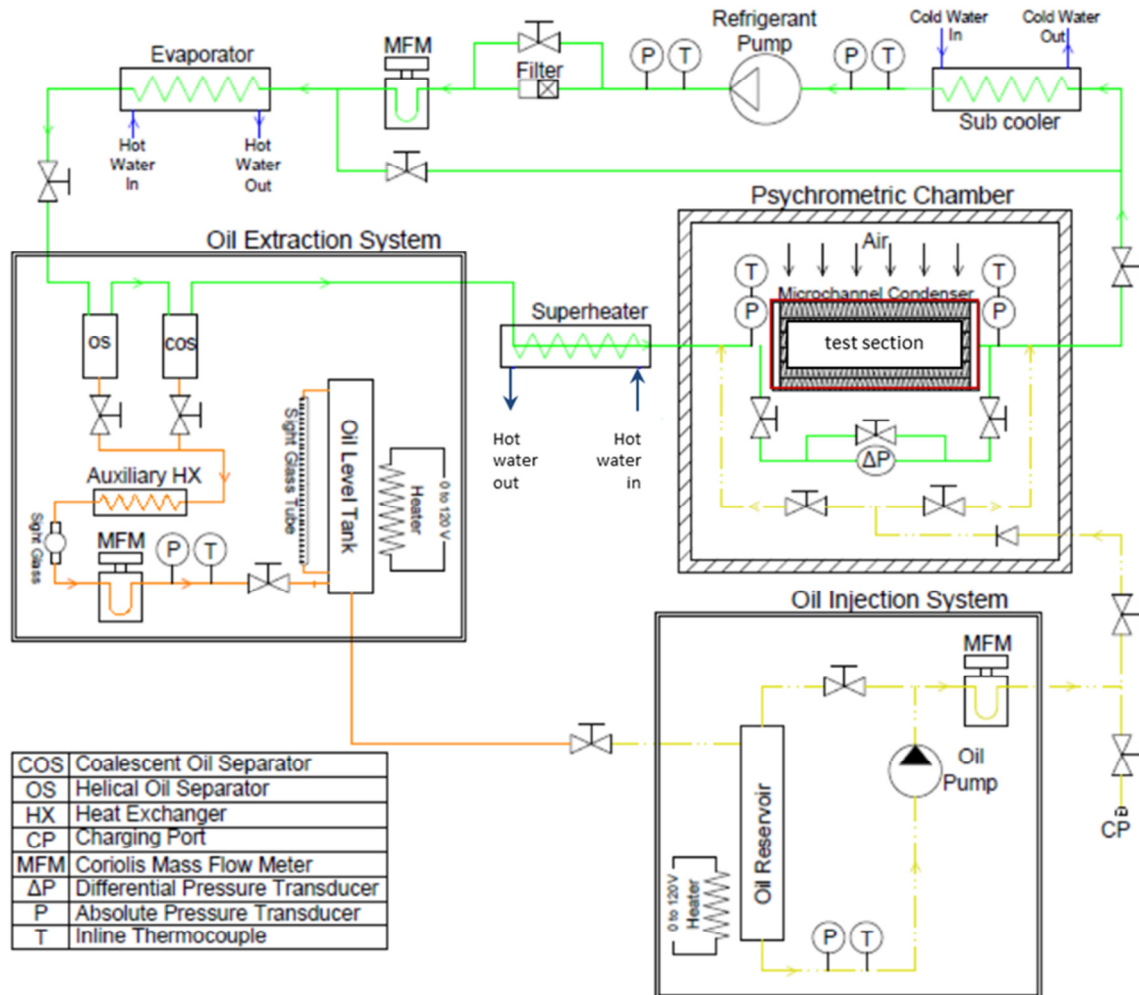 Evaporator
MFM
Filter
Refrigerant
Pump
P
T
P
T
Cold Water
In
Cold Water
Out
Sub cooler
Hot
Water
In
Hot
Water
Out
Oil Extraction System
os
cos
Auxiliary HX
Sight Glass
MFM
P
T
Sight Glass Tube
Oil Level Tank
Heater
0 to 120 V
Superheater
Hot
water
out
Hot
water
in
Psychrometric Chamber
Air
T
P
Microchannel Condenser
test section
T
P
ΔP
Oil Injection System
MFM
Oil
Pump
Oil Reservoir
0 to 120 V
Heater
P
T
CP
COS Coalescent Oil Separator
OS Helical Oil Separator
HX Heat Exchanger
CP Charging Port
MFM Coriolis Mass Flow Meter
ΔP Differential Pressure Transducer
P Absolute Pressure Transducer
T Inline Thermocouple